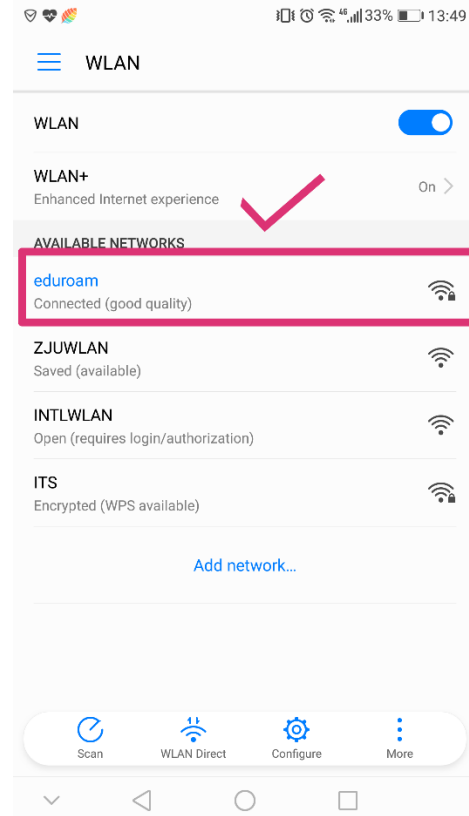 46 33% 13:49
WLAN
WLAN
WLAN+
Enhanced Internet experience
On
AVAILABLE NETWORKS
eduroam
Connected (good quality)
ZJUWLAN
Saved (available)
INTLWLAN
Open (requires login/authorization)
ITS
Encrypted (WPS available)
Add network...
Scan WLAN Direct Configure More